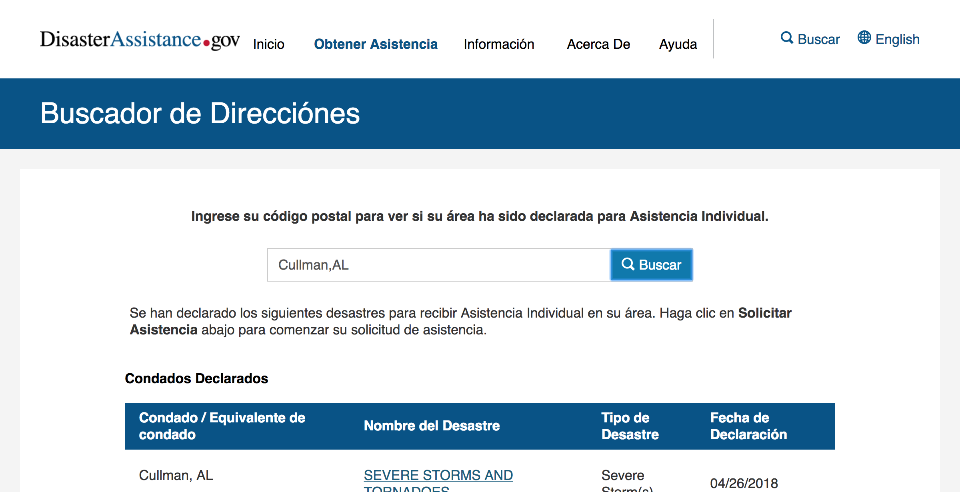 DisasterAssistance.gov
Inicio Obtener Asistencia Información Acerca De Ayuda Buscar English
Buscador de Direcciónes
Ingrese su código postal para ver si su área ha sido declarada para Asistencia Individual.
Cullman,AL Buscar
Se han declarado los siguientes desastres para recibir Asistencia Individual en su área. Haga clic en Solicitar
Asistencia abajo para comenzar su solicitud de asistencia.
Condados Declarados
Condado / Equivalente de condado Nombre del Desastre Tipo de Desastre Fecha de Declaración
Cullman, AL SEVERE STORMS AND TORNADOES Severe Storm(s) 04/26/2018